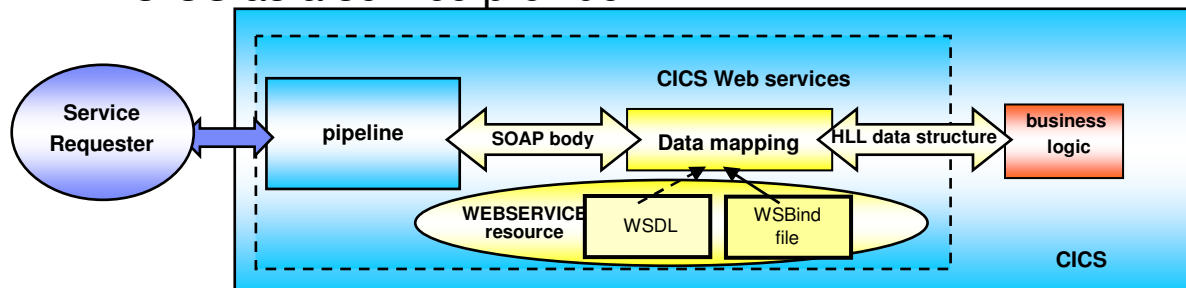 CICS Web services
Service
Requester
pipeline
SOAP body
Data mapping
HLL data structure
business
logic
WEBSERVICE
resource
WSDL
WSBind
file
CICS